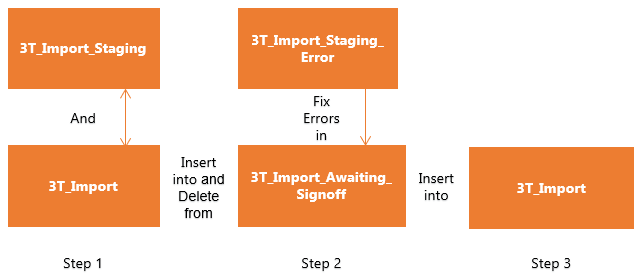 3T_Import_Staging
3T_Import_Staging_
Error
And
Fix
Errors
in
3T_Import
Insert
into and
Delete
from
3T_Import_Awaiting_
Signoff
Insert
into
3T_Import
Step 1
Step 2
Step 3